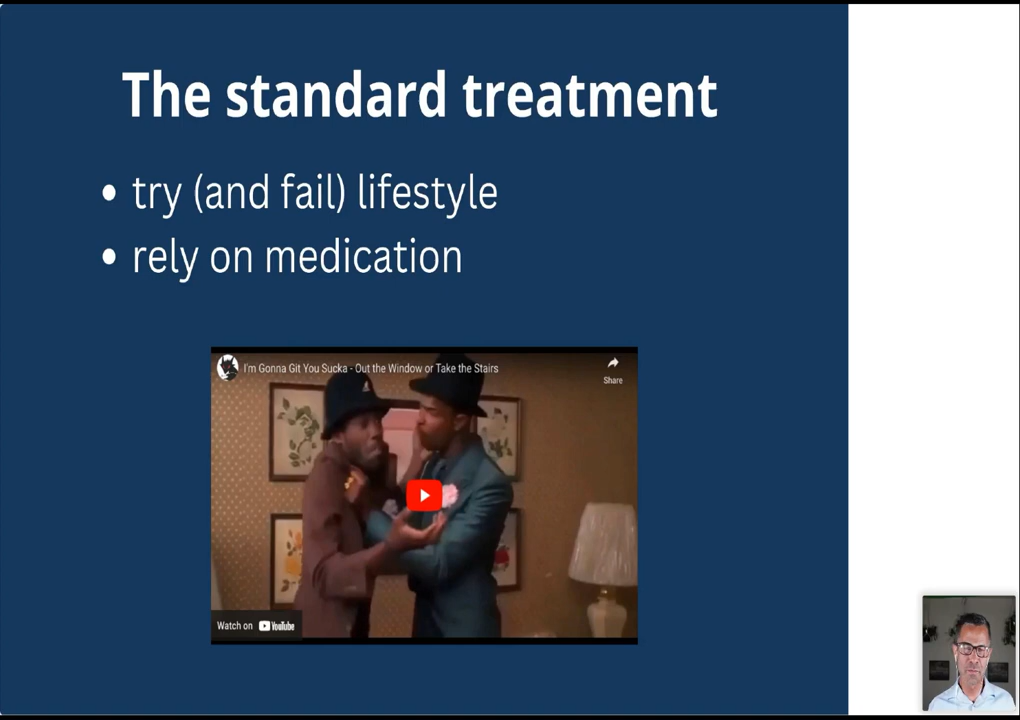 The standard treatment
• try (and fail) lifestyle
• rely on medication
I'm Gonna Git You Sucka - Out the Window or Take the Stairs
Share
Watch on YouTube